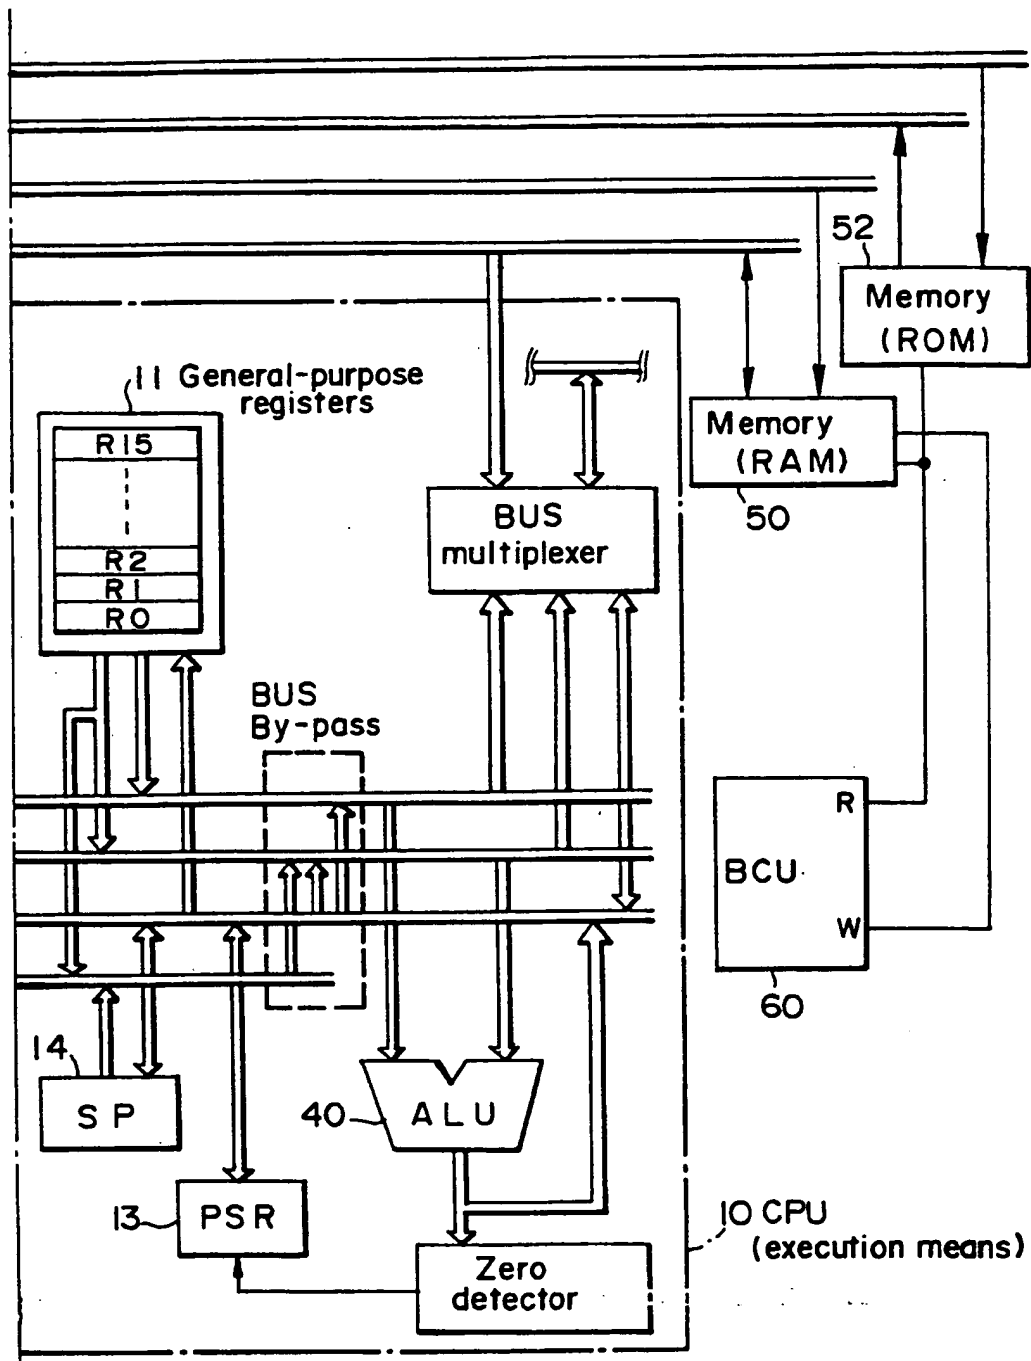 52
Memory
(ROM)
11 General-purpose
registers
R15
R2
R1
R0
BUS
multiplexer
Memory
(RAM)
50
BUS
By-pass
R
BCU
W
60
14
SP
40
ALU
13
PSR
10 CPU
(execution means)
Zero
detector